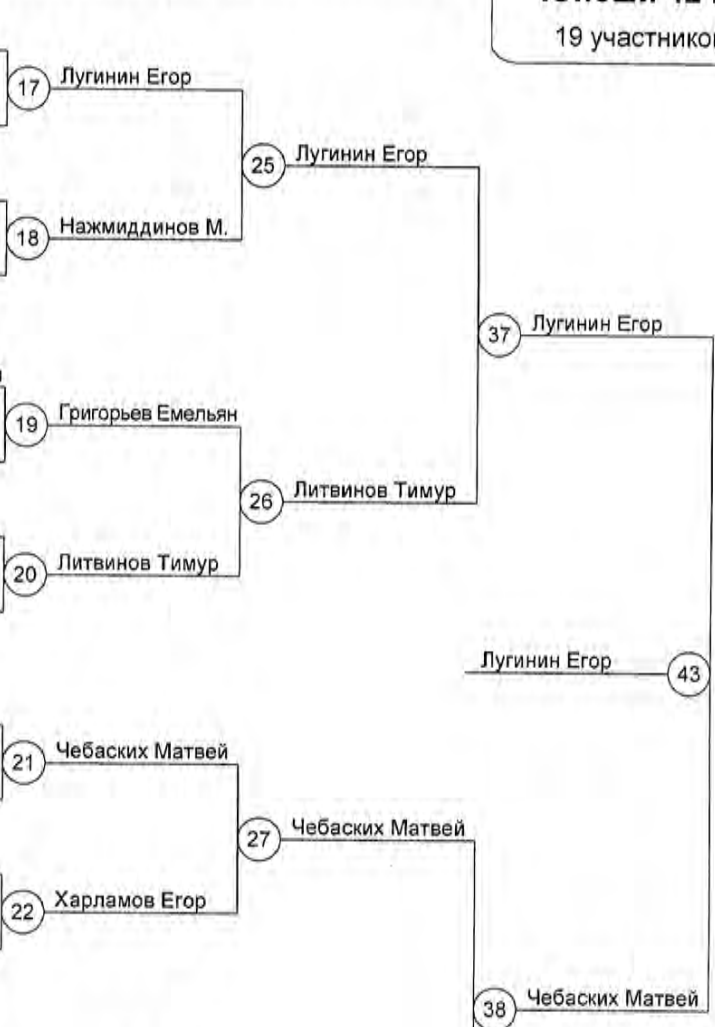 19 участников
17 Лугинин Егор
25 Лугинин Егор
18 Нажмиддинов М.
37 Лугинин Егор
19 Григорьев Емельян
26 Литвинов Тимур
20 Литвинов Тимур
Лугинин Егор 43
21 Чебаских Матвей
27 Чебаских Матвей
22 Харламов Егор
38 Чебаских Матвей